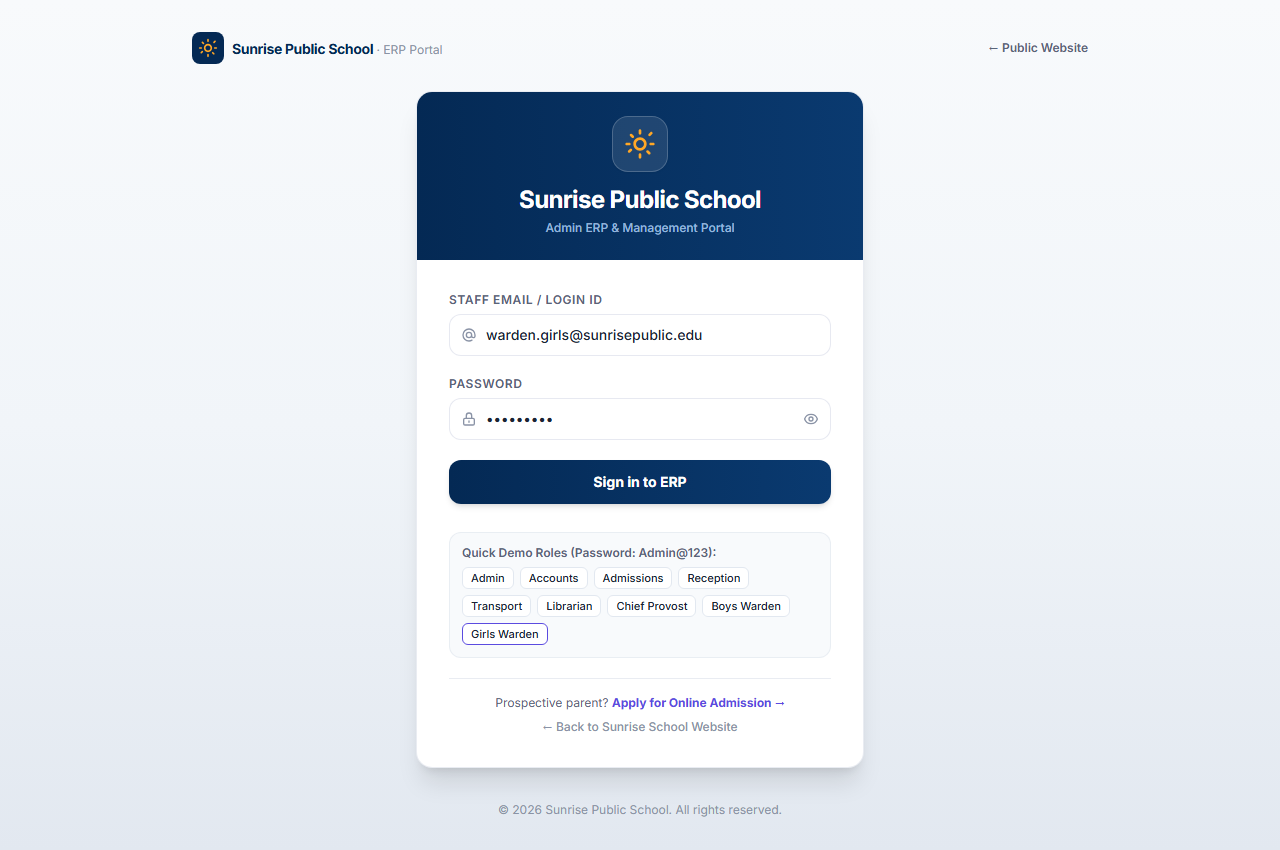 Sunrise Public School · ERP Portal
← Public Website
Sunrise Public School
Admin ERP & Management Portal
STAFF EMAIL / LOGIN ID
warden.girls@sunrisepublic.edu
PASSWORD
•••••••••
Sign in to ERP
Quick Demo Roles (Password: Admin@123):
Admin Accounts Admissions Reception
Transport Librarian Chief Provost Boys Warden
Girls Warden
Prospective parent? Apply for Online Admission →
← Back to Sunrise School Website
© 2026 Sunrise Public School. All rights reserved.